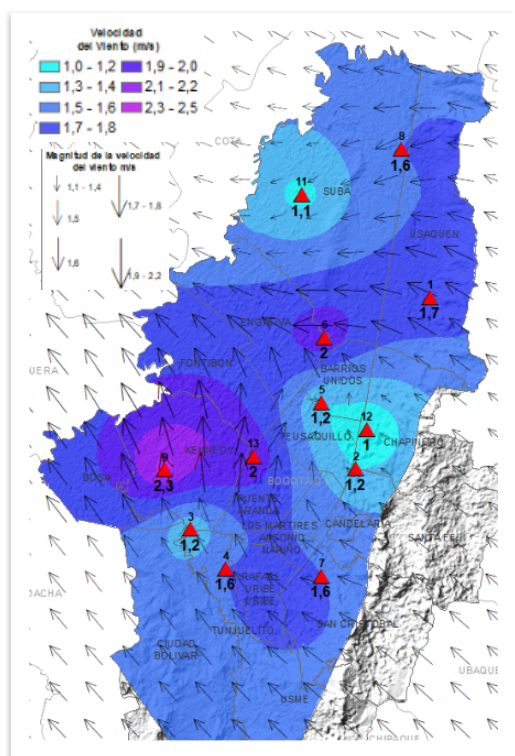 Velocidad
del Viento (m/s)
1,0 - 1,2
1,9 - 2,0
1,3 - 1,4
2,1 - 2,2
1,5 - 1,6
2,3 - 2,5
1,7 - 1,8
Magnitud de la velocidad
del viento m/s
1,1 - 1,4
1,7 - 1,8
1,5
1,6
1,9 - 2,2
COTA
8
1,6
11
SUBA
1,1
USAQUEN
1
1,7
ENGATIVA
6
2
FONTIBON
BARRIOS
UNIDOS
UERA
5
1,2
12
TEUSAQUILLO
CHAPINERO
1
KENNEDY
13
9
2
2
2,3
1,2
BOSA
BOGOTA
PUENTE
ARANDA
3
LOS MARTIRES
CANDELARIA
ANTONIO
NARIÑO
SANTA FE
1,2
4
7
1,6
RAFAEL
URIBE
URIBE
1,6
OACHA
SAN CRISTOBAL
TUNJUELITO
CIUDAD
BOLIVAR
UBAQUE
USME
CHIPAQUE